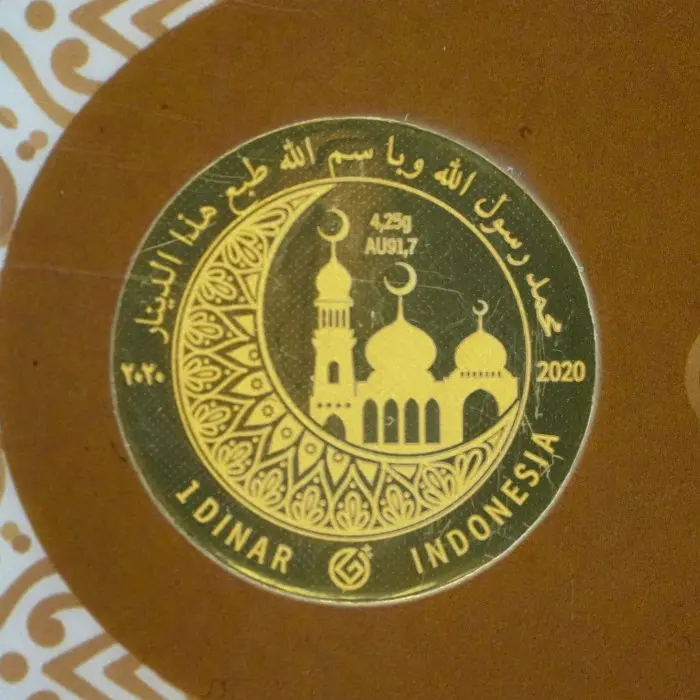 محمد رسول الله وبا سم الله طبع هذا الدينار
4,25g
AU91,7
٢٠٢٠
2020
1 DINAR
INDONESIA